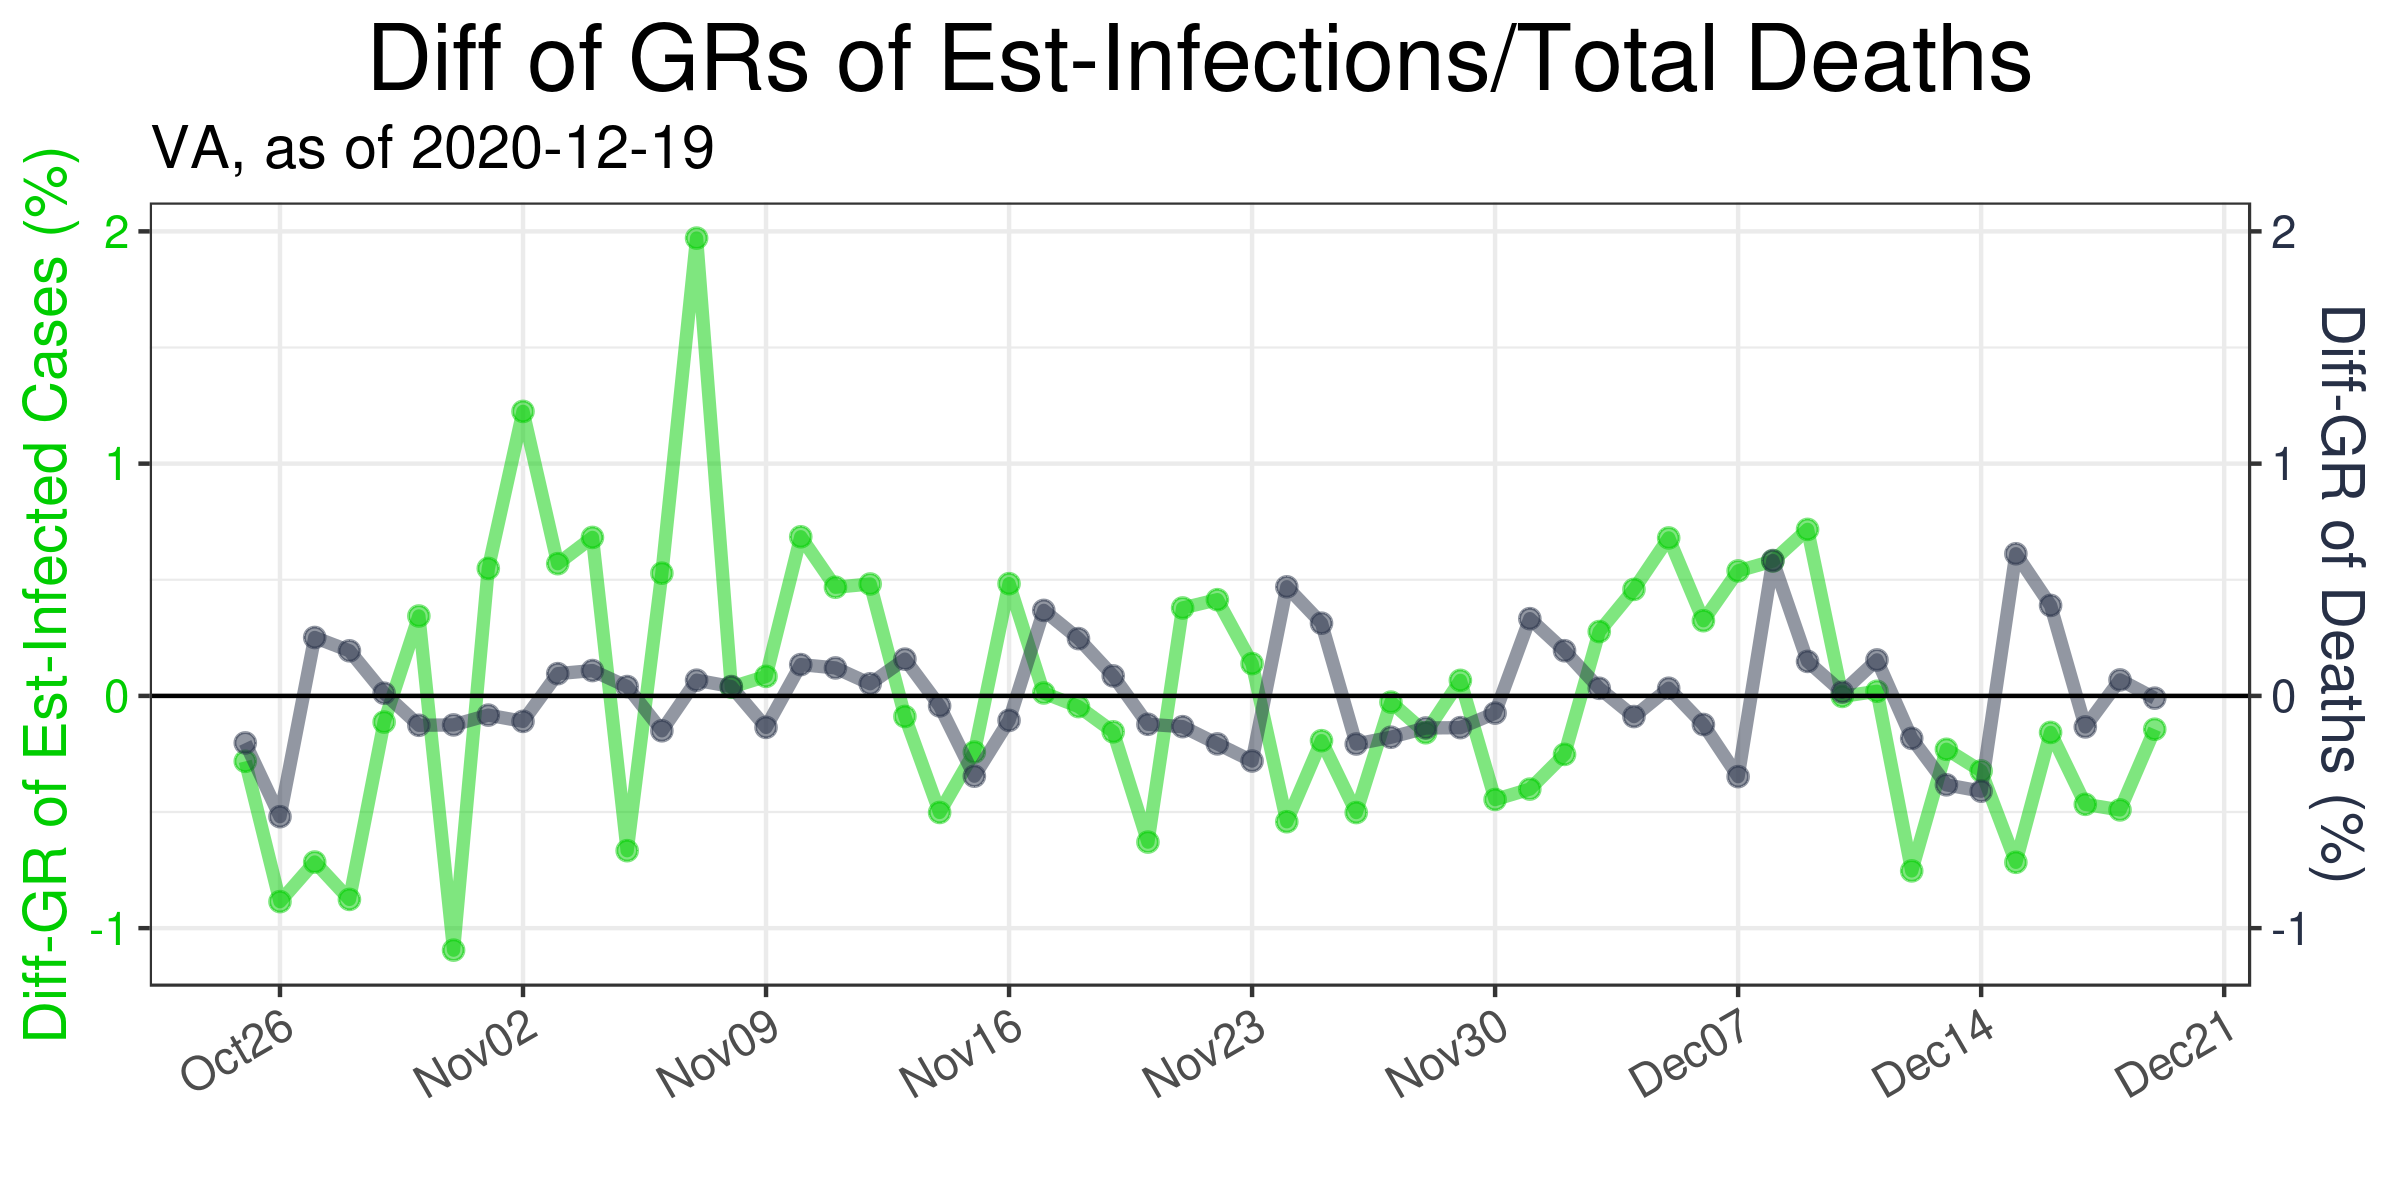 Diff of GRs of Est-Infections/Total Deaths
VA, as of 2020-12-19
Diff-GR of Est-Infected Cases (%)
2
1
0
-1
2
1
0
-1
Diff-GR of Deaths (%)
Oct26
Nov02
Nov09
Nov16
Nov23
Nov30
Dec07
Dec14
Dec21